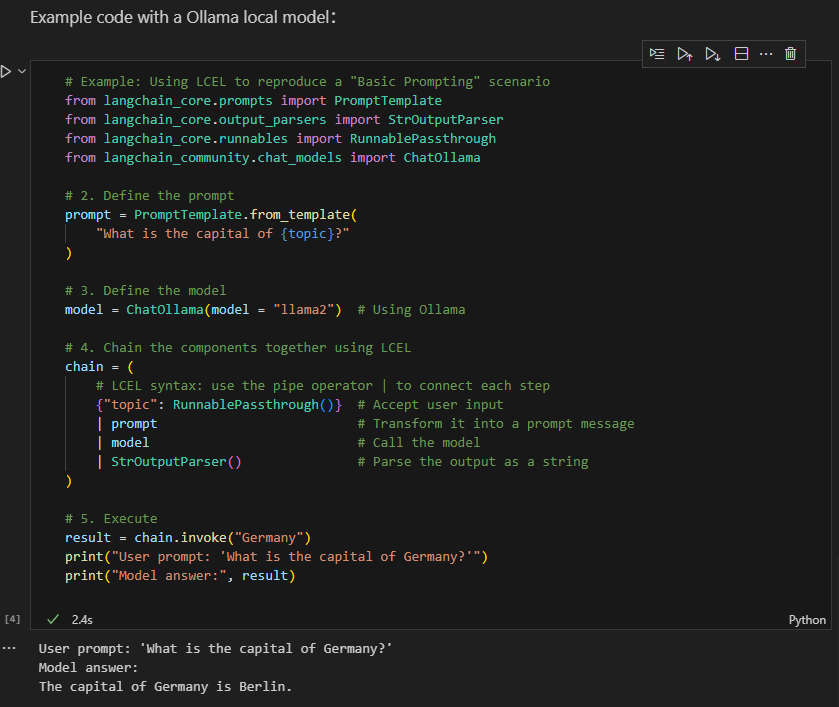 Example code with a Ollama local model:
# Example: Using LCEL to reproduce a "Basic Prompting" scenario
from langchain_core.prompts import PromptTemplate
from langchain_core.output_parsers import StrOutputParser
from langchain_core.runnables import RunnablePassthrough
from langchain_community.chat_models import ChatOllama
# 2. Define the prompt
prompt = PromptTemplate.from_template(
    "What is the capital of {topic}?"
)
# 3. Define the model
model = ChatOllama(model = "llama2")  # Using Ollama
# 4. Chain the components together using LCEL
chain = (
    # LCEL syntax: use the pipe operator | to connect each step
    {"topic": RunnablePassthrough()}  # Accept user input
    | prompt                          # Transform it into a prompt message
    | model                           # Call the model
    | StrOutputParser()               # Parse the output as a string
)
# 5. Execute
result = chain.invoke("Germany")
print("User prompt: 'What is the capital of Germany?'")
print("Model answer:", result)
[4] 2.4s Python
User prompt: 'What is the capital of Germany?'
Model answer:
The capital of Germany is Berlin.